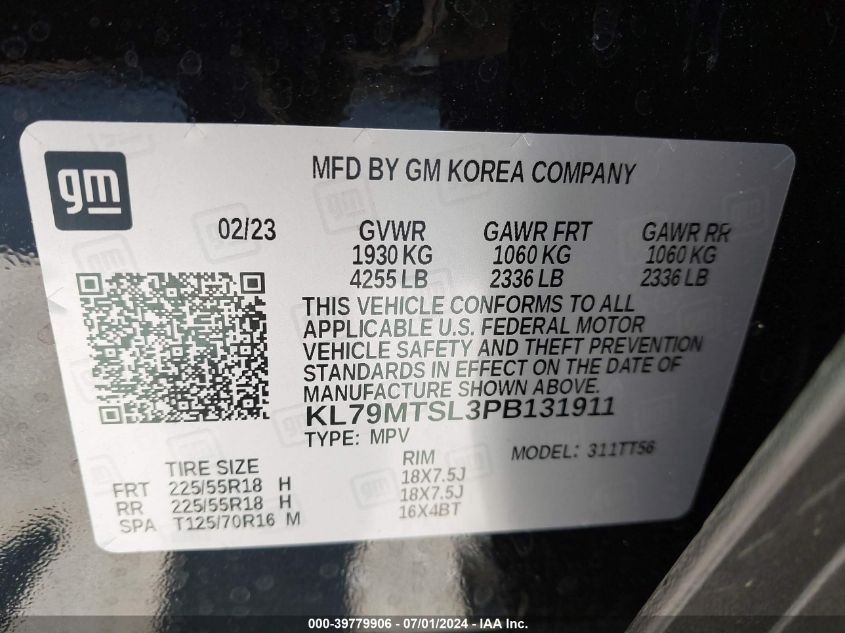 gm
MFD BY GM KOREA COMPANY
02/23 GVWR GAWR FRT GAWR RR
1930 KG 1060 KG 1060 KG
4255 LB 2336 LB 2336 LB
THIS VEHICLE CONFORMS TO ALL
APPLICABLE U.S. FEDERAL MOTOR
VEHICLE SAFETY AND THEFT PREVENTION
STANDARDS IN EFFECT ON THE DATE OF
MANUFACTURE SHOWN ABOVE.
KL79MTSL3PB131911
TYPE: MPV MODEL: 311TT56
TIRE SIZE RIM
FRT 225/55R18 H 18X7.5J
RR 225/55R18 H 18X7.5J
SPA T125/70R16 M 16X4BT
000-39779906 / 07/01/2024 / IAAI.COM